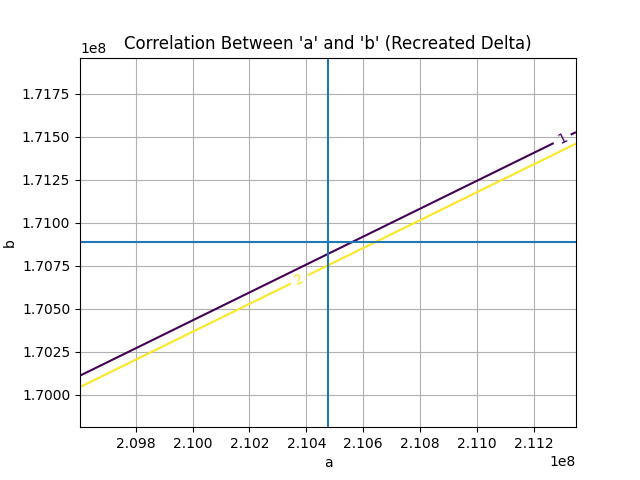 Correlation Between 'a' and 'b' (Recreated Delta)
1e8
1.7175
1.7150
1.7125
1.7100
1.7075
1.7050
1.7025
1.7000
b
1
2
2.098 2.100 2.102 2.104 2.106 2.108 2.110 2.112
a
1e8